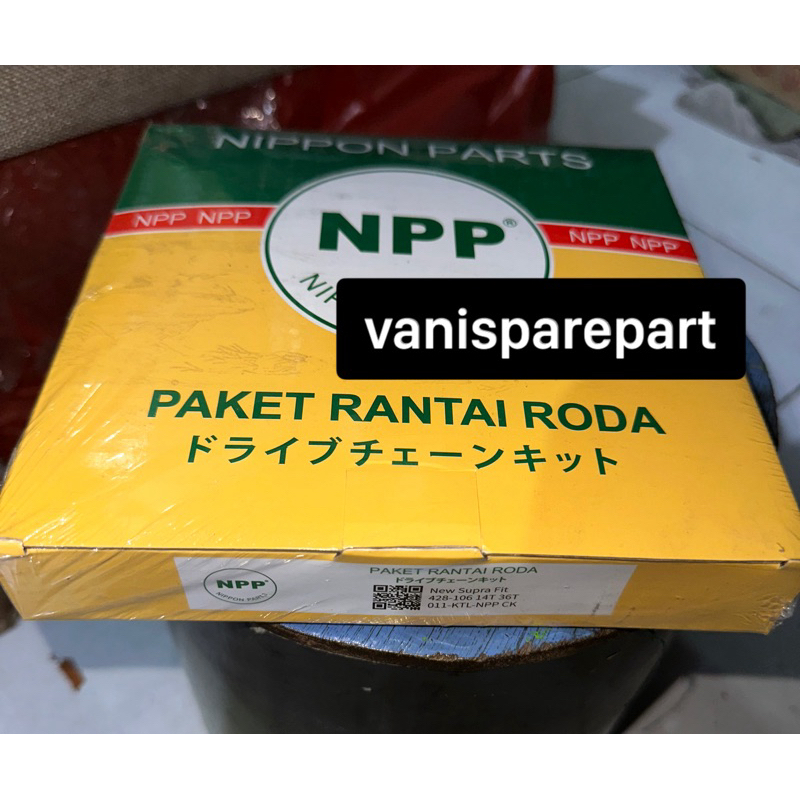 NIPPON PARTS
NPP NPP
NPP®
NPP NPP
vanisparepart
PAKET RANTAI RODA
ドライブチェーンキット
NPP®
NIPPON PARTS
PAKET RANTAI RODA
ドライブチェーンキット
New Supra Fit
428-106 14T 36T
011-KTL-NPP CK